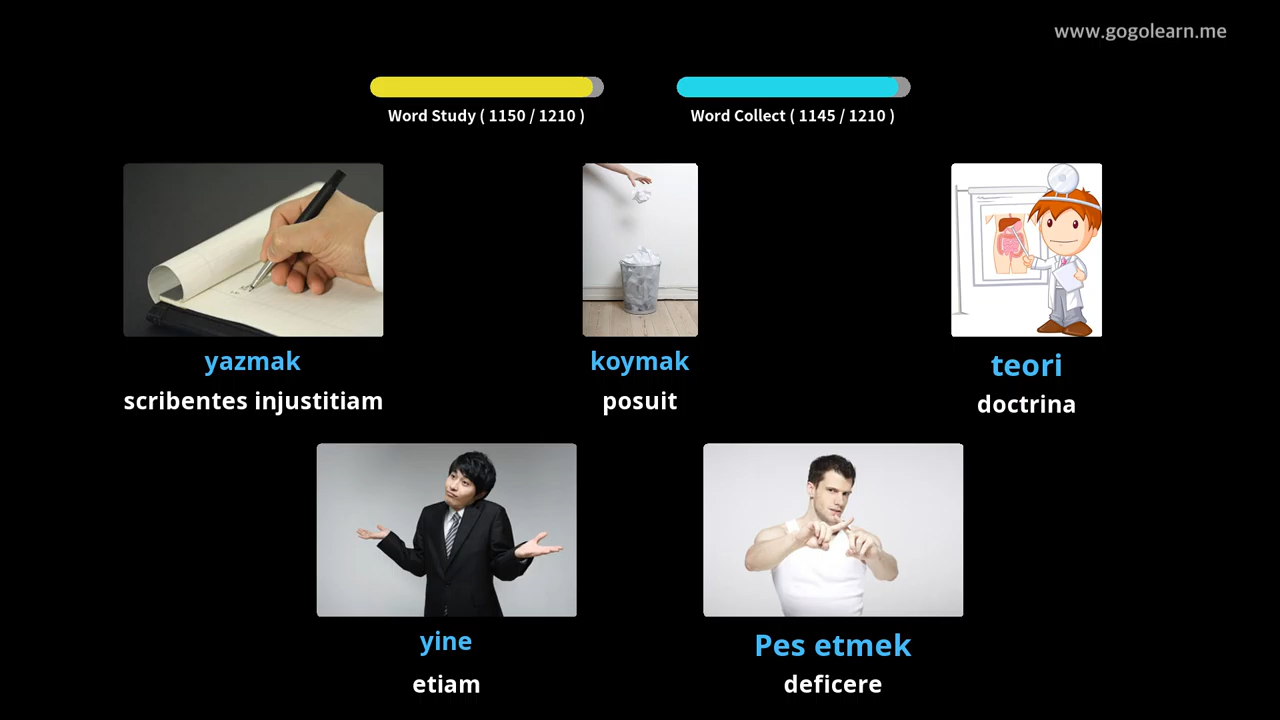 www.gogolearn.me
Word Study ( 1150 / 1210 )
Word Collect ( 1145 / 1210 )
yazmak
scribentes injustitiam
koymak
posuit
teori
doctrina
yine
etiam
Pes etmek
deficere